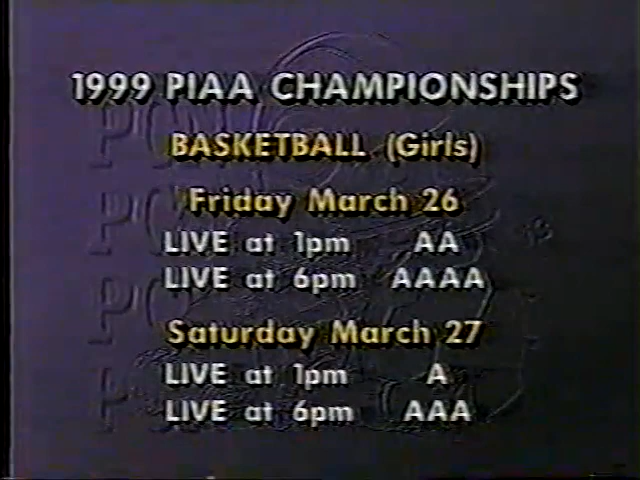 1999 PIAA CHAMPIONSHIPS
BASKETBALL (Girls)
Friday March 26
LIVE at 1pm AA
LIVE at 6pm AAAA
Saturday March 27
LIVE at 1pm A
LIVE at 6pm AAA